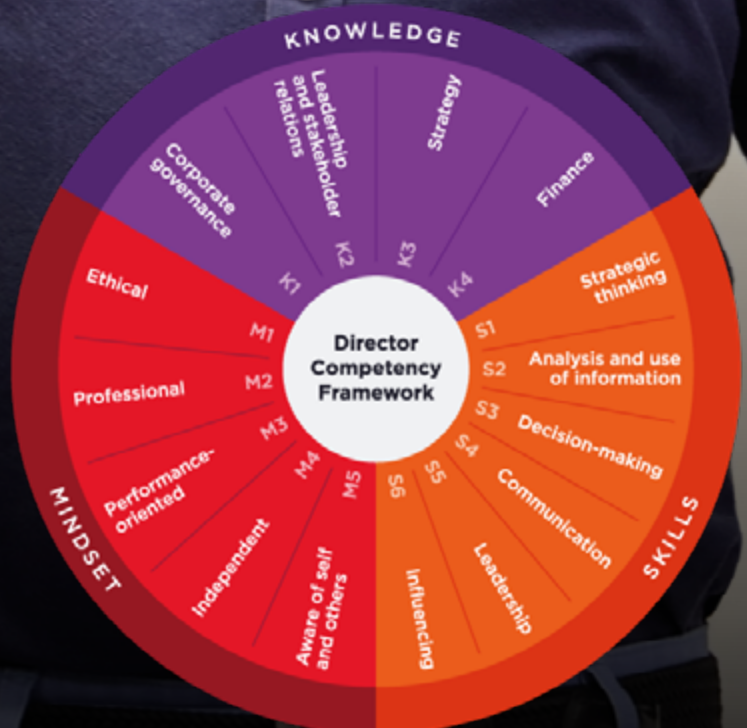 KNOWLEDGE
Corporate
governance
K1
Leadership
and stakeholder
relations
K2
Strategy
K3
Finance
K4
SKILLS
Strategic
thinking
S1
Analysis and use
of information
S2
Decision-making
S3
Communication
S4
Leadership
S5
Influencing
S6
MINDSET
Ethical
M1
Professional
M2
Performance-
oriented
M3
Independent
M4
Aware of self
and others
M5
Director
Competency
Framework